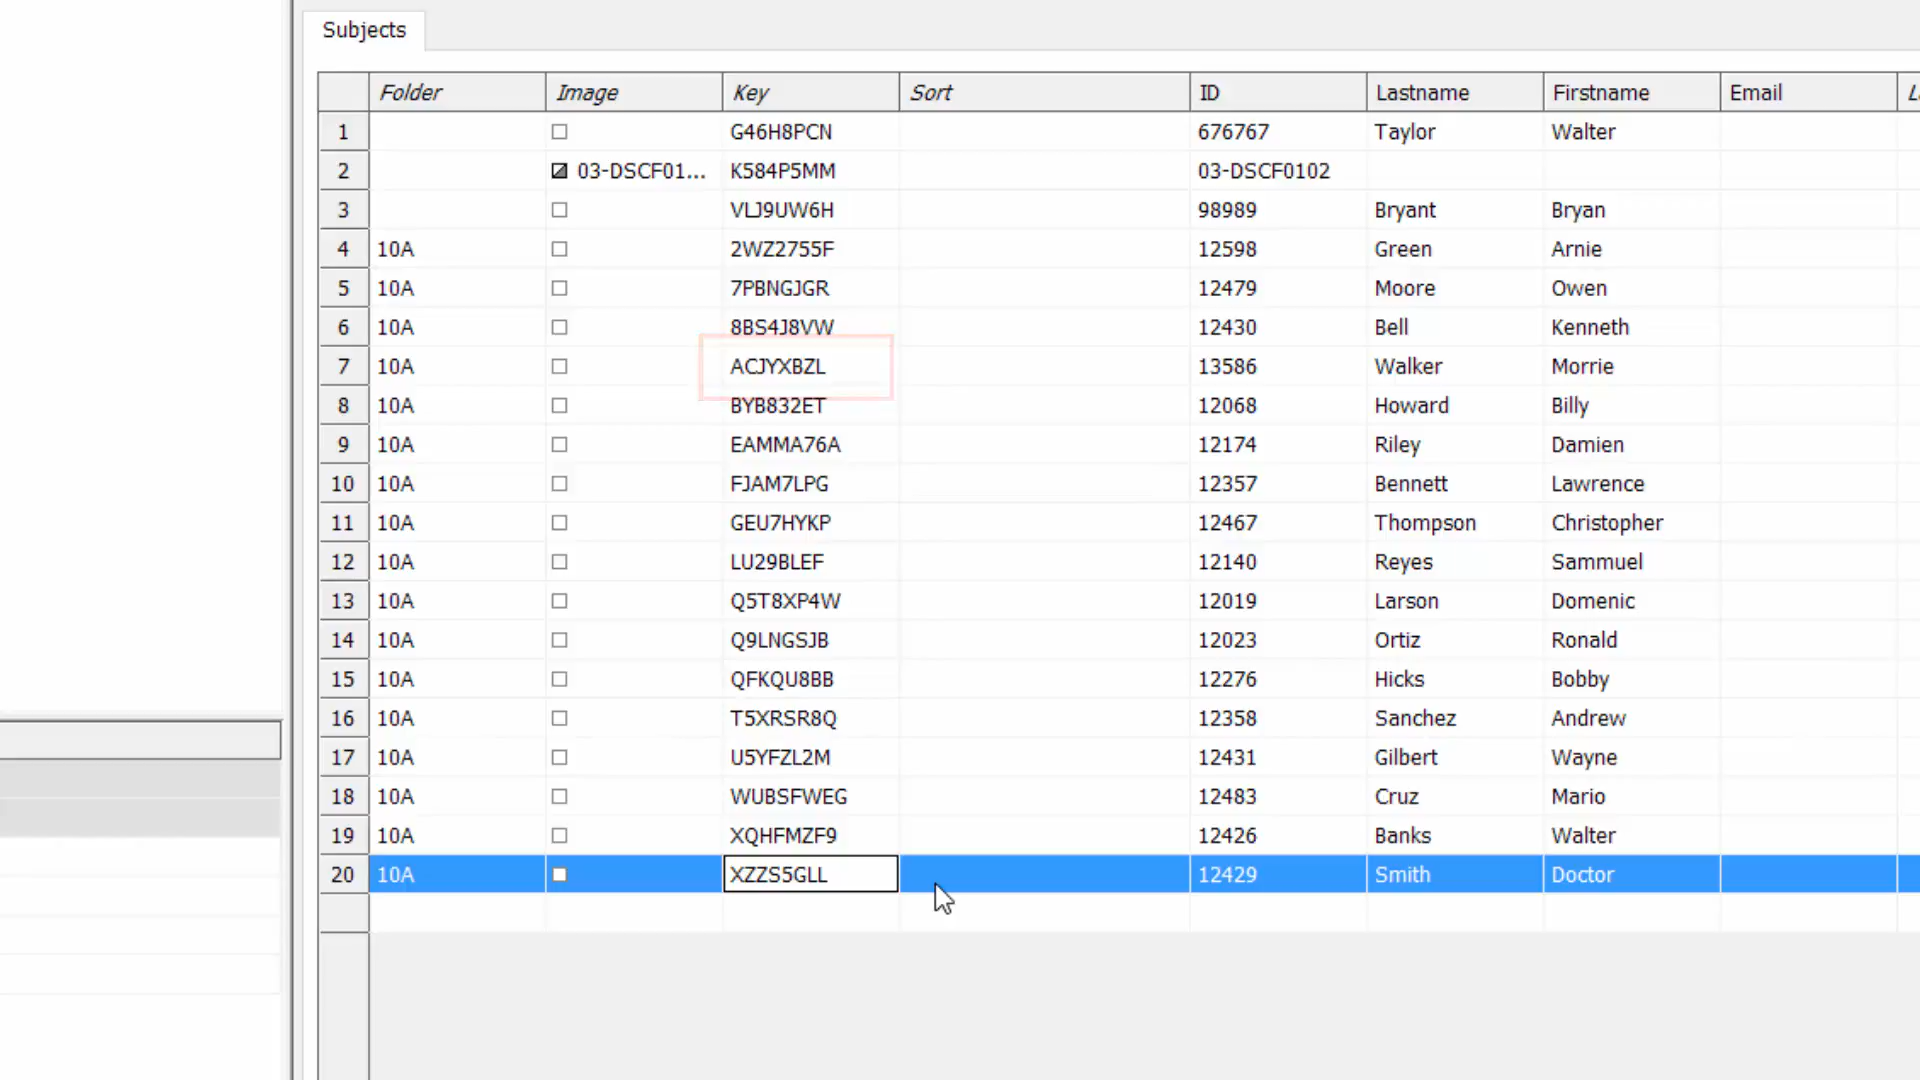 Subjects
Folder Image Key Sort ID Lastname Firstname Email
1 G46H8PCN 676767 Taylor Walter
2 03-DSCF01... K584P5MM 03-DSCF0102
3 VLJ9UW6H 98989 Bryant Bryan
4 10A 2WZ2755F 12598 Green Arnie
5 10A 7PBNGJGR 12479 Moore Owen
6 10A 8BS4J8VW 12430 Bell Kenneth
7 10A ACJYXBZL 13586 Walker Morrie
8 10A BYB832ET 12068 Howard Billy
9 10A EAMMA76A 12174 Riley Damien
10 10A FJAM7LPG 12357 Bennett Lawrence
11 10A GEU7HYKP 12467 Thompson Christopher
12 10A LU29BLEF 12140 Reyes Sammuel
13 10A Q5T8XP4W 12019 Larson Domenic
14 10A Q9LNGSJB 12023 Ortiz Ronald
15 10A QFKQU8BB 12276 Hicks Bobby
16 10A T5XRSR8Q 12358 Sanchez Andrew
17 10A U5YFZL2M 12431 Gilbert Wayne
18 10A WUBSFWEG 12483 Cruz Mario
19 10A XQHFMZF9 12426 Banks Walter
20 10A XZZS5GLL 12429 Smith Doctor